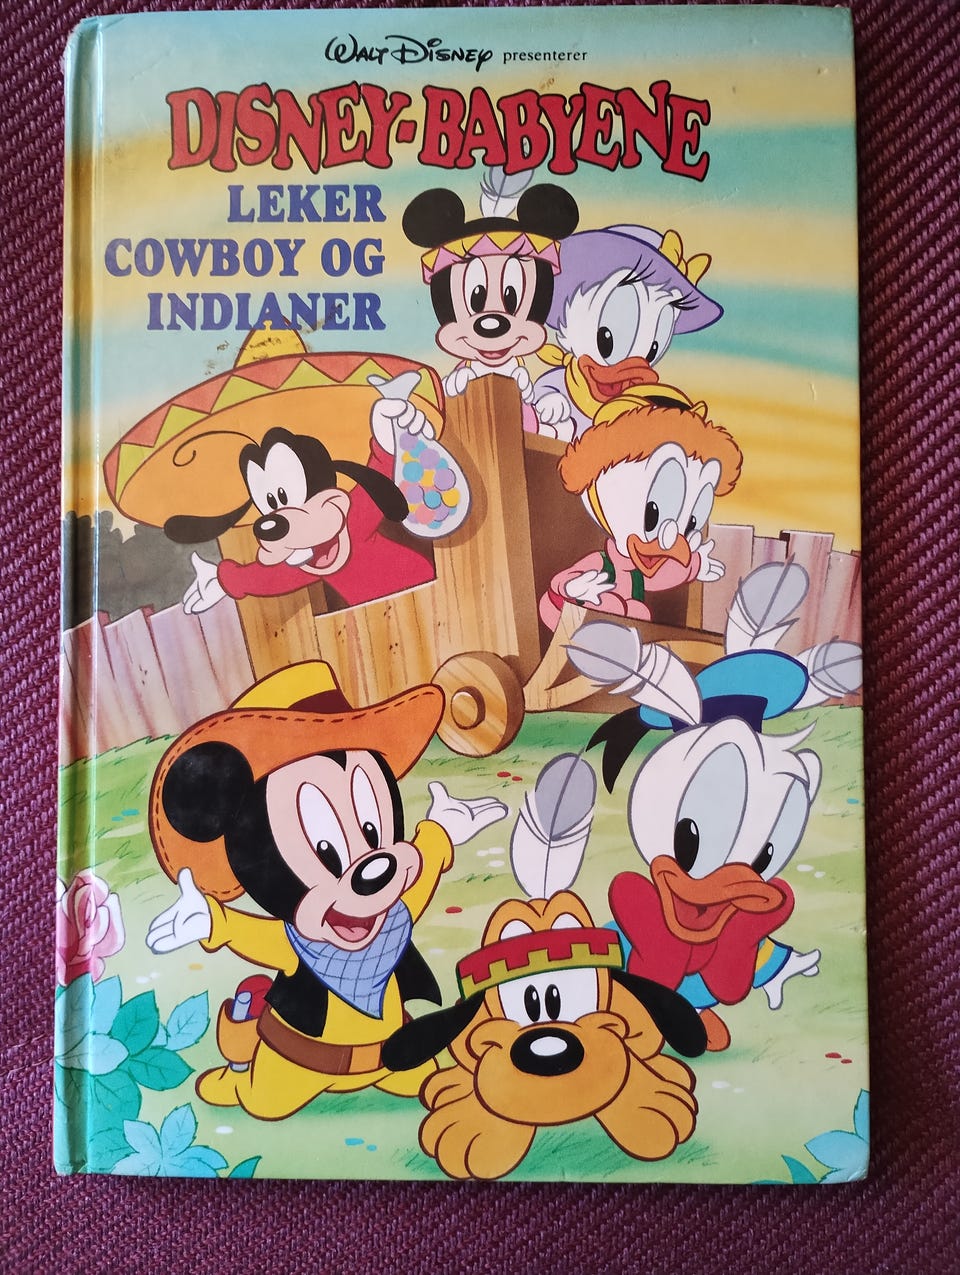 WALT DISNEY presenterer
DISNEY-BABYENE
LEKER
COWBOY OG
INDIANER